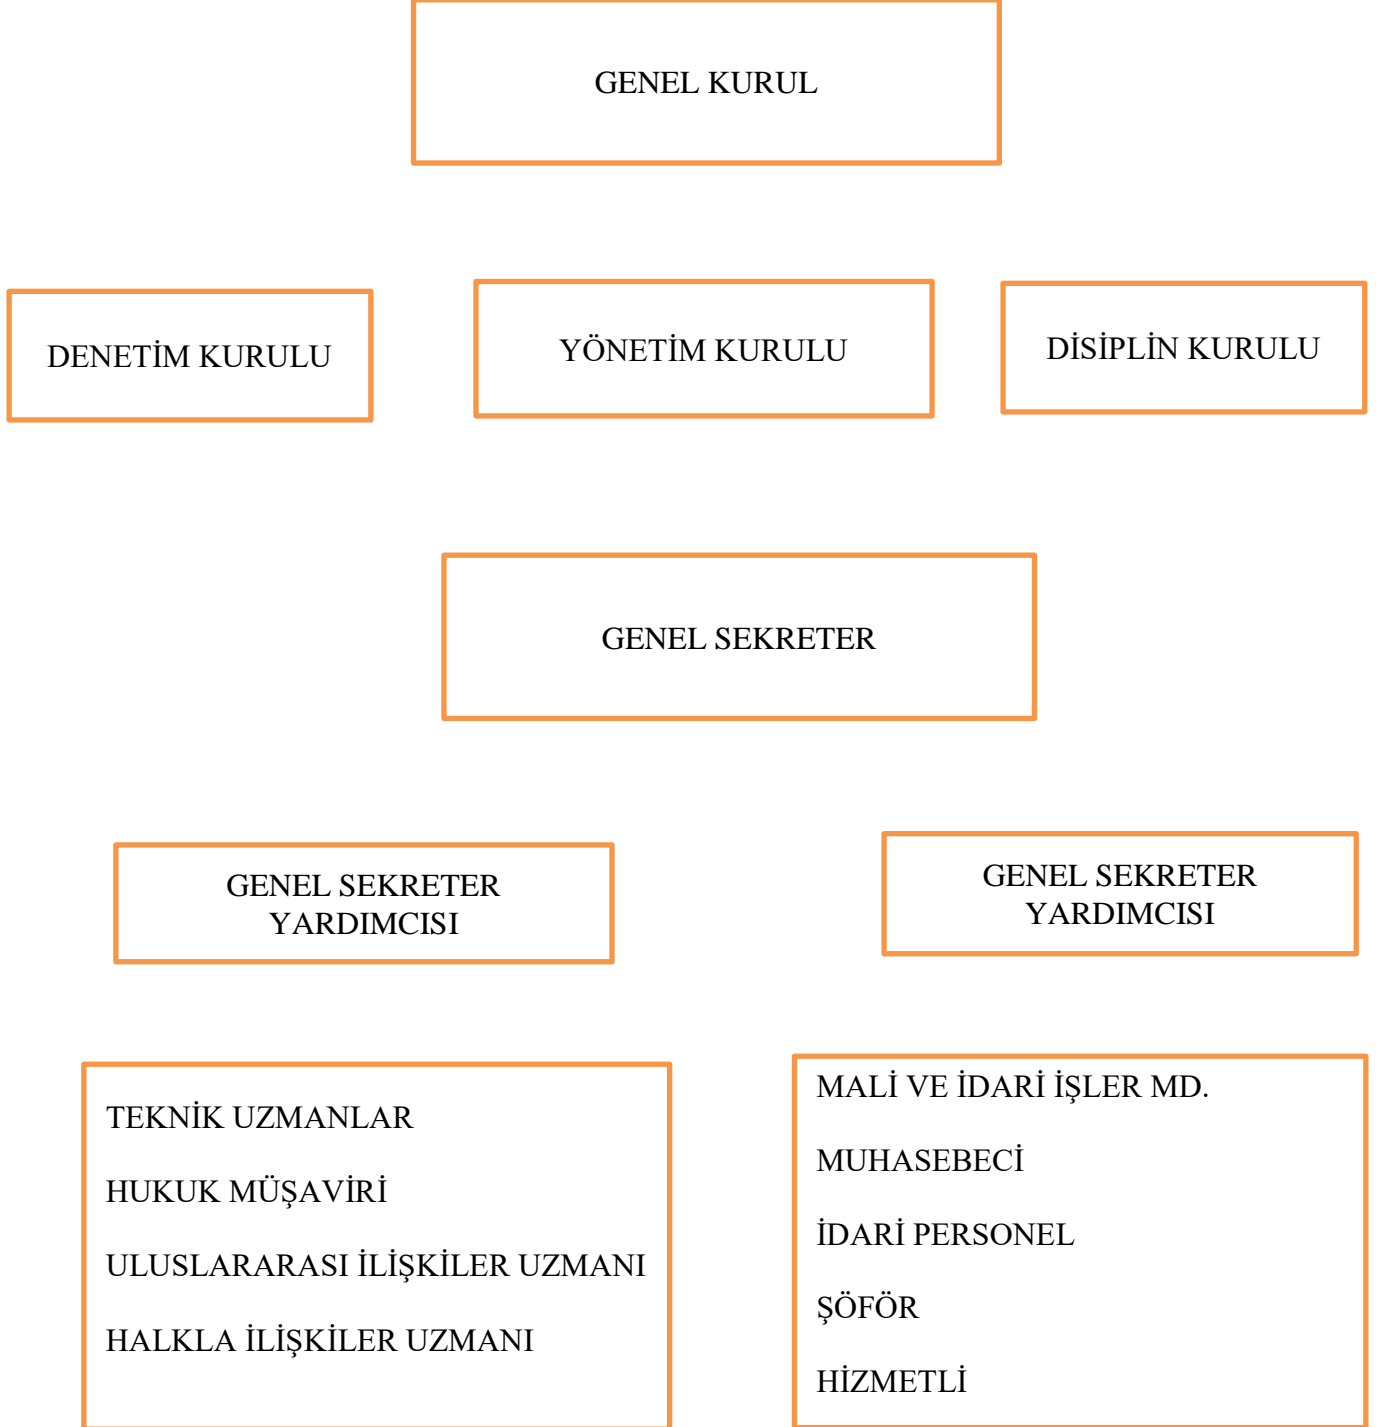 GENEL KURUL
DENETİM KURULU
YÖNETİM KURULU
DİSİPLİN KURULU
GENEL SEKRETER
GENEL SEKRETER
YARDIMCISI
GENEL SEKRETER
YARDIMCISI
TEKNİK UZMANLAR
HUKUK MÜŞAVİRİ
ULUSLARARASI İLİŞKİLER UZMANI
HALKLA İLİŞKİLER UZMANI
MALİ VE İDARİ İŞLER MD.
MUHASEBECİ
İDARİ PERSONEL
ŞÖFÖR
HİZMETLİ